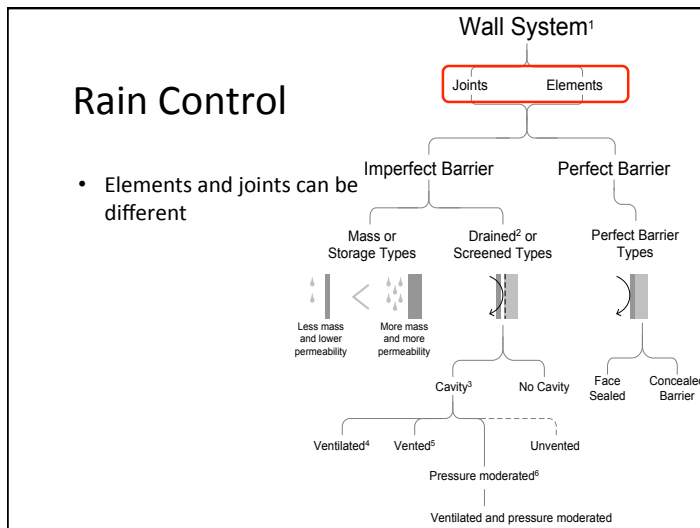 Wall System¹
Joints Elements
Rain Control
Imperfect Barrier Perfect Barrier
• Elements and joints can be
different
Mass or
Storage Types
Drained² or
Screened Types
Perfect Barrier
Types
<
Less mass
and lower
permeability
More mass
and more
permeability
Cavity³ No Cavity
Face
Sealed
Concealed
Barrier
Ventilated⁴ Vented⁵ Unvented
Pressure moderated⁶
Ventilated and pressure moderated